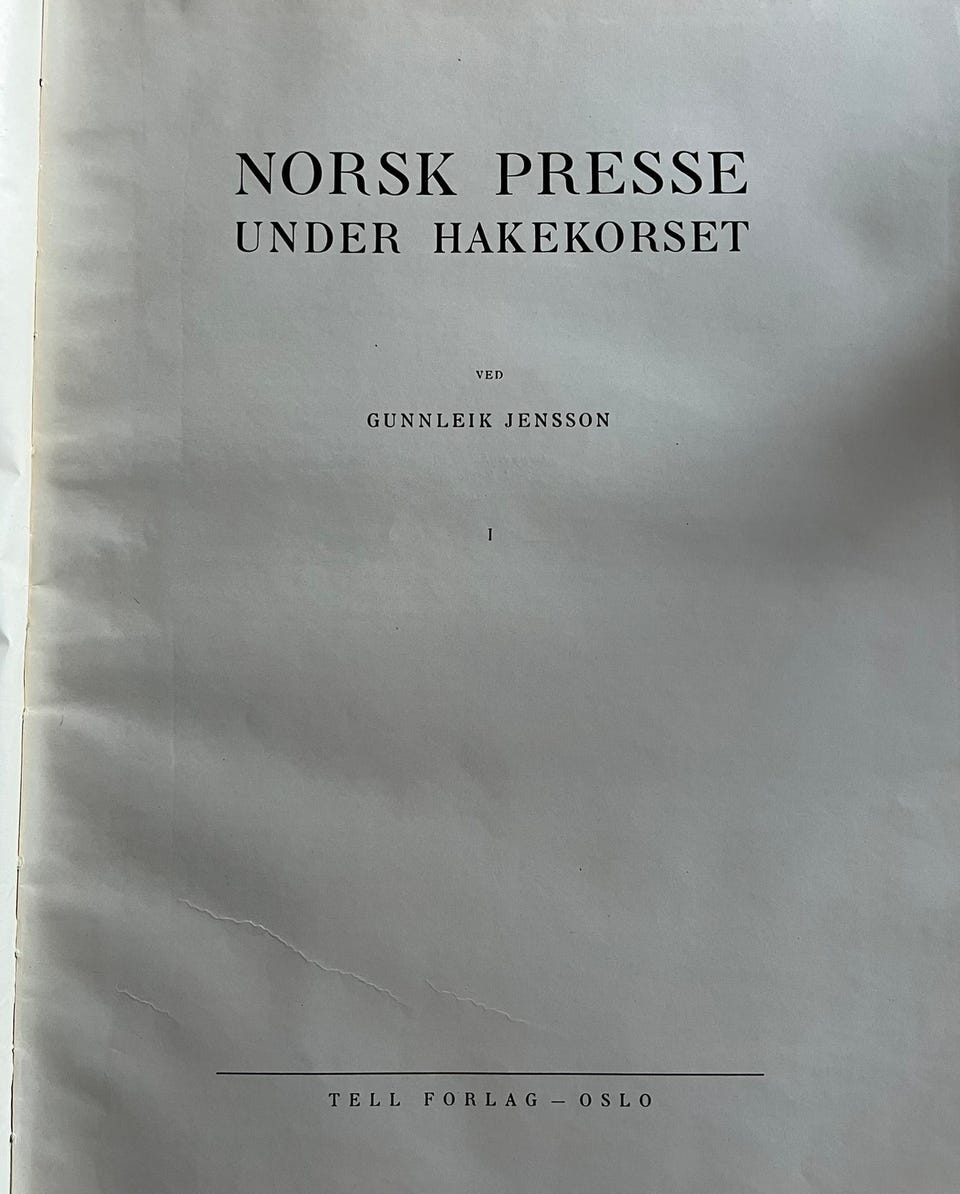 NORSK PRESSE
UNDER HAKEKORSET
VED
GUNNLEIK JENSSON
I
TELL FORLAG — OSLO